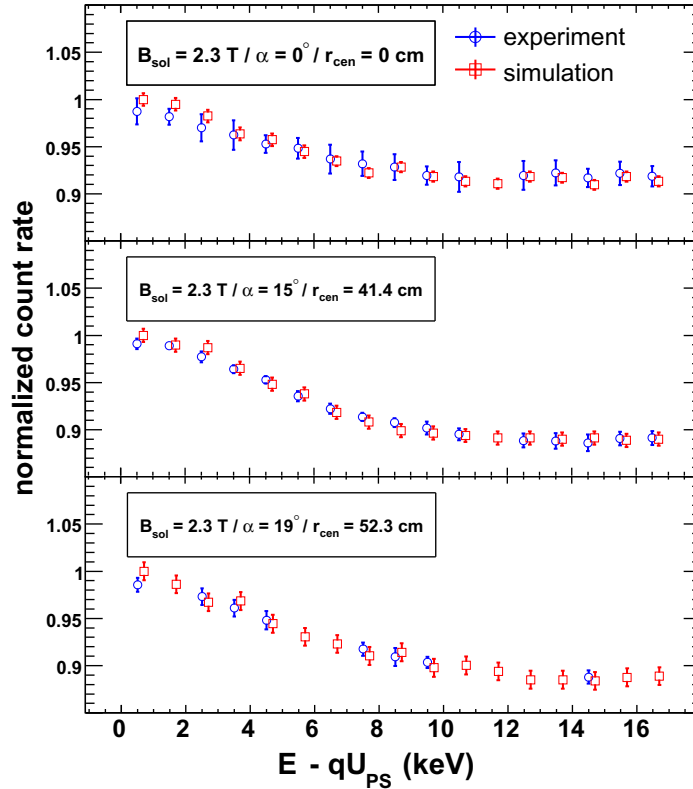 B_sol = 2.3 T / α = 0° / r_cen = 0 cm
experiment
simulation
1.05
1
0.95
0.9
B_sol = 2.3 T / α = 15° / r_cen = 41.4 cm
1.05
1
0.95
0.9
B_sol = 2.3 T / α = 19° / r_cen = 52.3 cm
1.05
1
0.95
0.9
normalized count rate
0 2 4 6 8 10 12 14 16
E - qU_PS (keV)